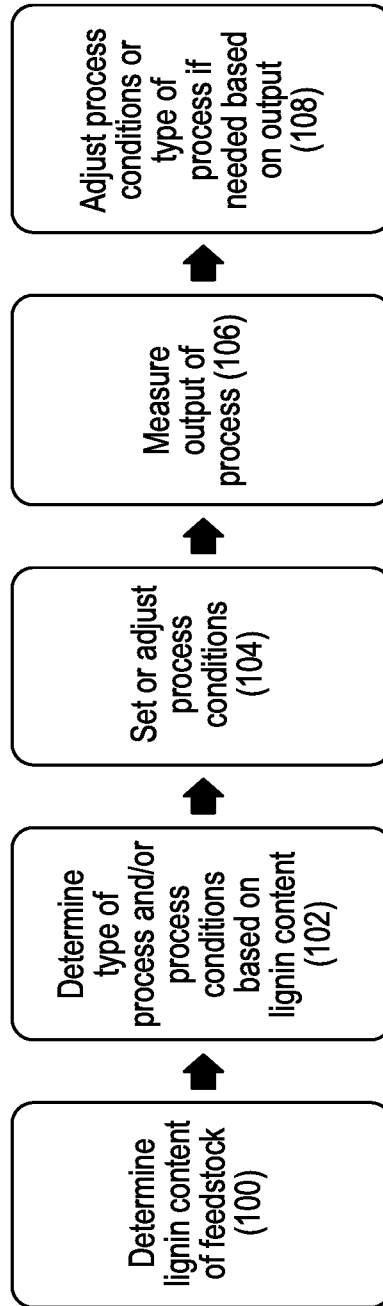 Determine
lignin content
of feedstock
(100)
Determine
type of
process and/or
process
conditions
based on
lignin content
(102)
Set or adjust
process
conditions
(104)
Measure
output of
process (106)
Adjust process
conditions or
type of
process if
needed based
on output
(108)